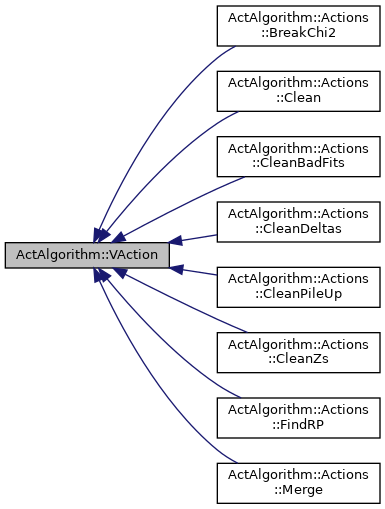 ActAlgorithm::Actions
::BreakChi2
ActAlgorithm::Actions
::Clean
ActAlgorithm::Actions
::CleanBadFits
ActAlgorithm::Actions
::CleanDeltas
ActAlgorithm::VAction
ActAlgorithm::Actions
::CleanPileUp
ActAlgorithm::Actions
::CleanZs
ActAlgorithm::Actions
::FindRP
ActAlgorithm::Actions
::Merge